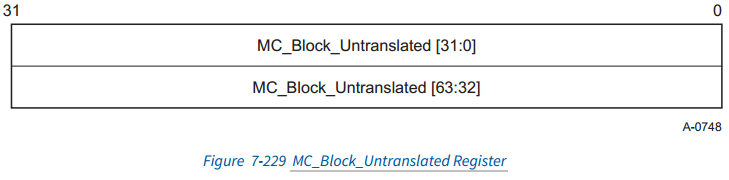 31 0
MC_Block_Untranslated [31:0]
MC_Block_Untranslated [63:32]
A-0748
Figure 7-229 MC_Block_Untranslated Register